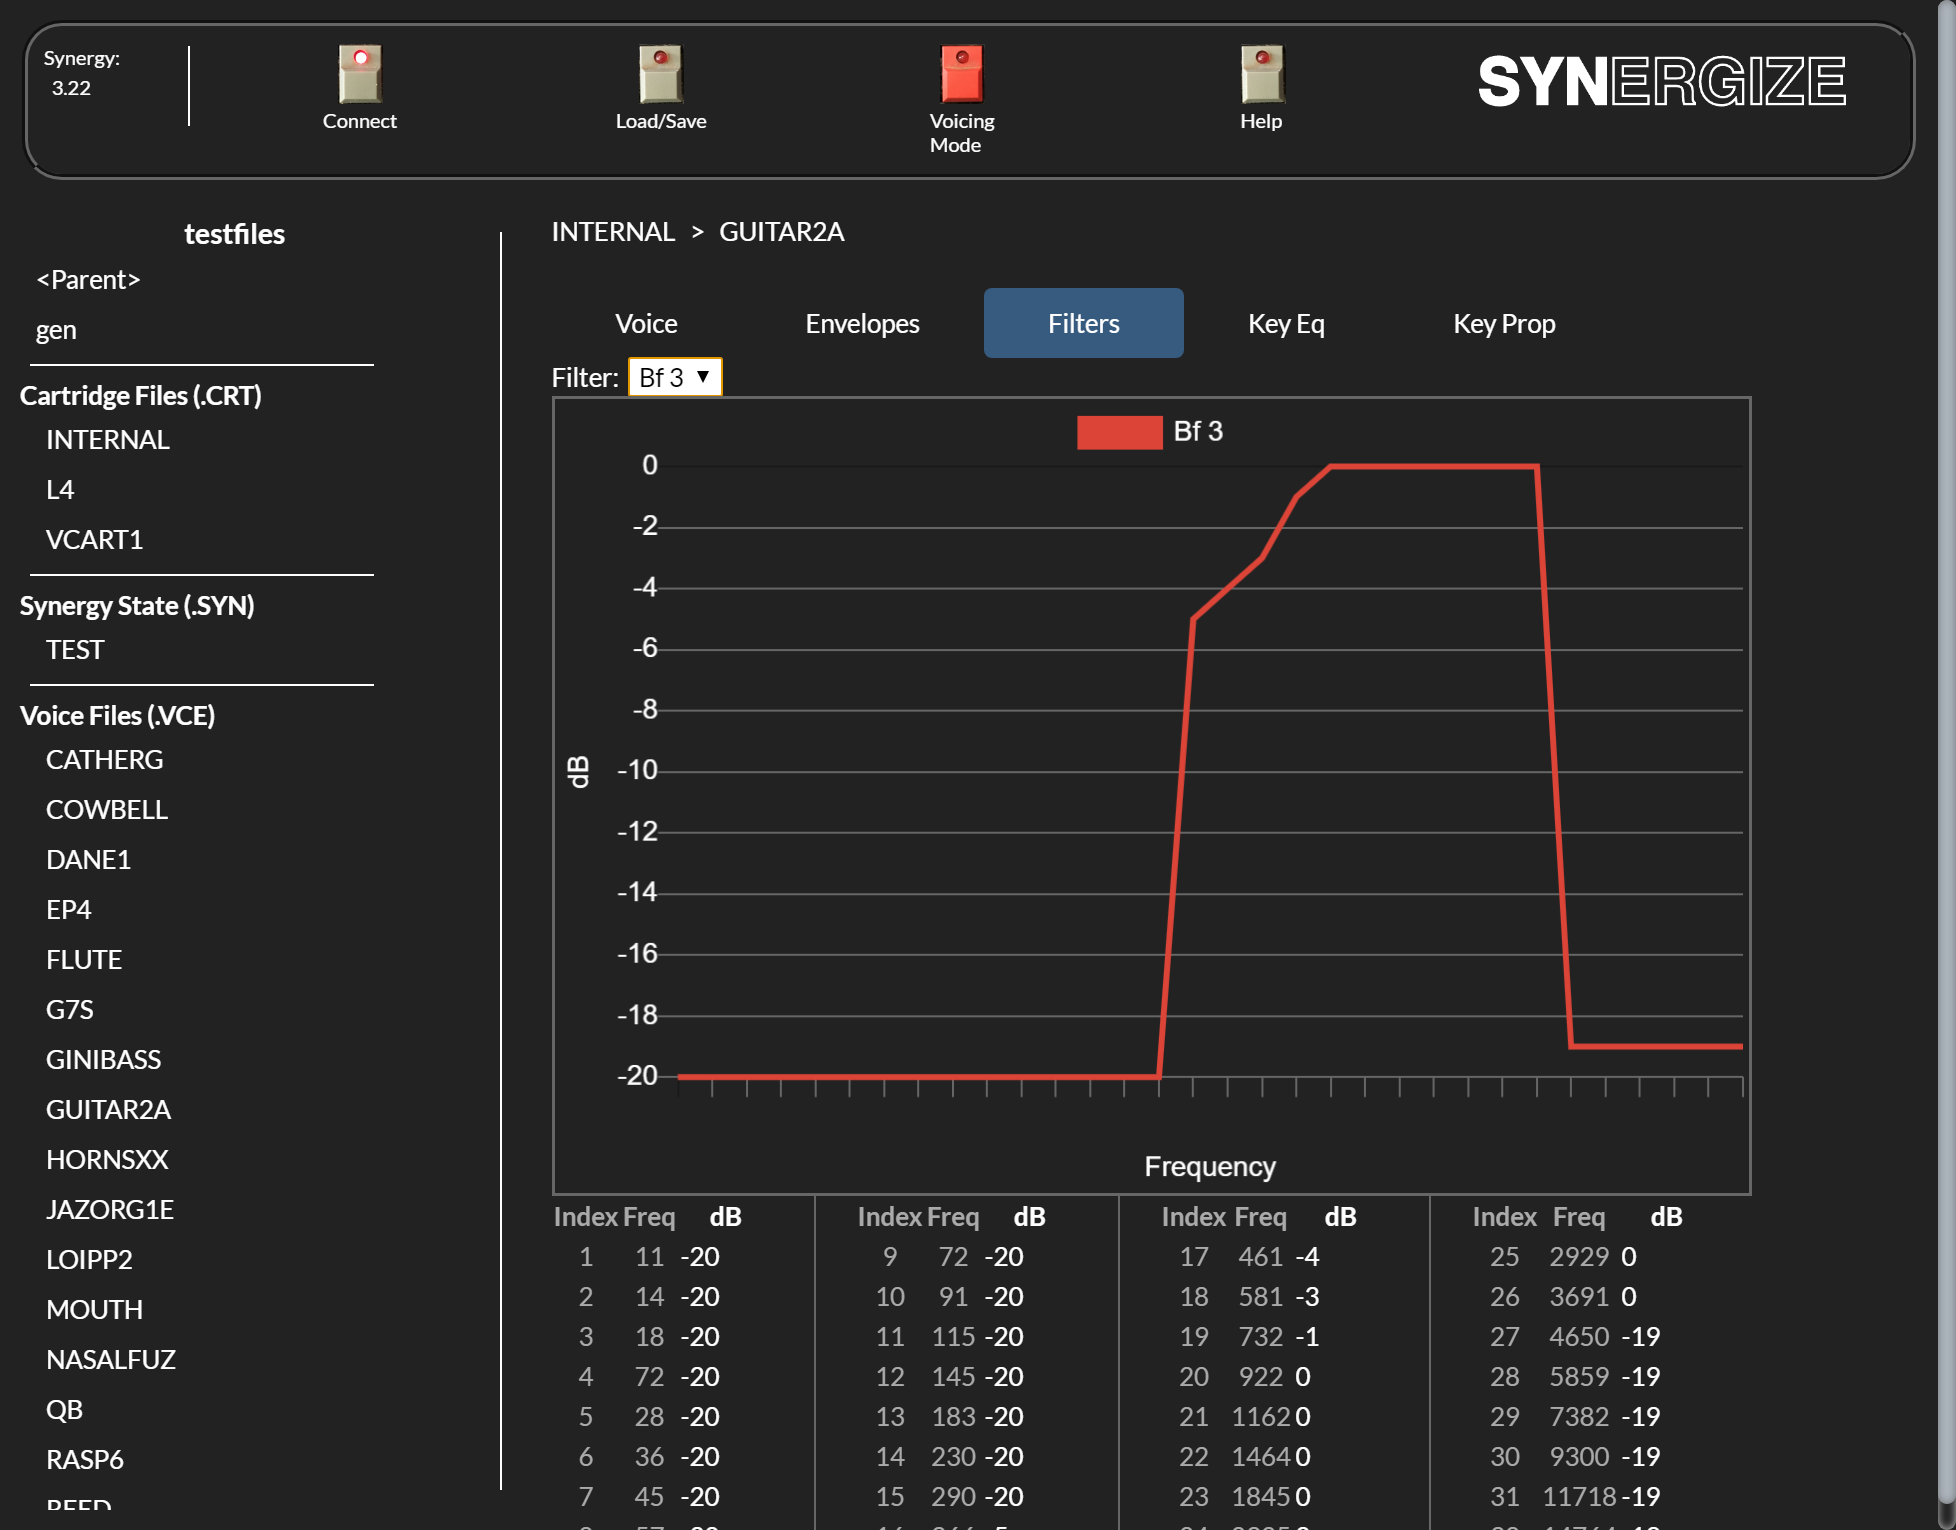 Synergy:
3.22
Connect
Load/Save
Voicing
Mode
Help
SYNERGIZE
testfiles
<Parent>
gen
Cartridge Files (.CRT)
INTERNAL
L4
VCART1
Synergy State (.SYN)
TEST
Voice Files (.VCE)
CATHERG
COWBELL
DANE1
EP4
FLUTE
G7S
GINIBASS
GUITAR2A
HORNSXX
JAZORG1E
LOIPP2
MOUTH
NASALFUZ
QB
RASP6
INTERNAL > GUITAR2A
Voice Envelopes Filters Key Eq Key Prop
Filter: Bf 3 ▼
Bf 3
0
-2
-4
-6
-8
-10
-12
-14
-16
-18
-20
dB
Frequency
Index Freq dB Index Freq dB Index Freq dB Index Freq dB
1 11 -20 9 72 -20 17 461 -4 25 2929 0
2 14 -20 10 91 -20 18 581 -3 26 3691 0
3 18 -20 11 115 -20 19 732 -1 27 4650 -19
4 72 -20 12 145 -20 20 922 0 28 5859 -19
5 28 -20 13 183 -20 21 1162 0 29 7382 -19
6 36 -20 14 230 -20 22 1464 0 30 9300 -19
7 45 -20 15 290 -20 23 1845 0 31 11718 -19